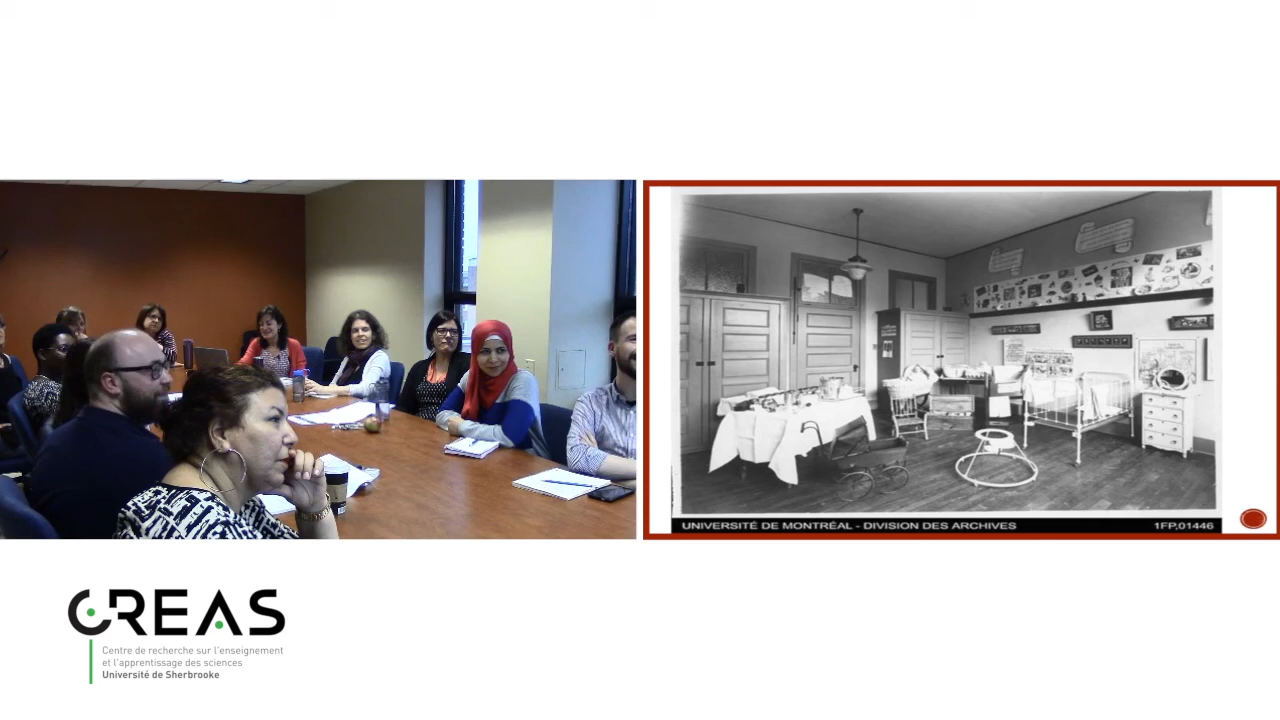 UNIVERSITÉ DE MONTRÉAL - DIVISION DES ARCHIVES 1FP,01446
CREAS
Centre de recherche sur l'enseignement
et l'apprentissage des sciences
Université de Sherbrooke